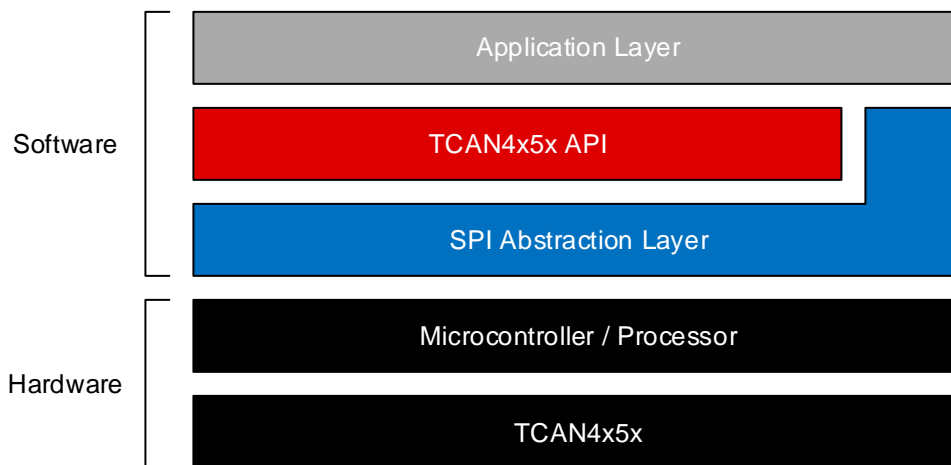 Application Layer
Software
TCAN4x5x API
SPI Abstraction Layer
Microcontroller / Processor
Hardware
TCAN4x5x